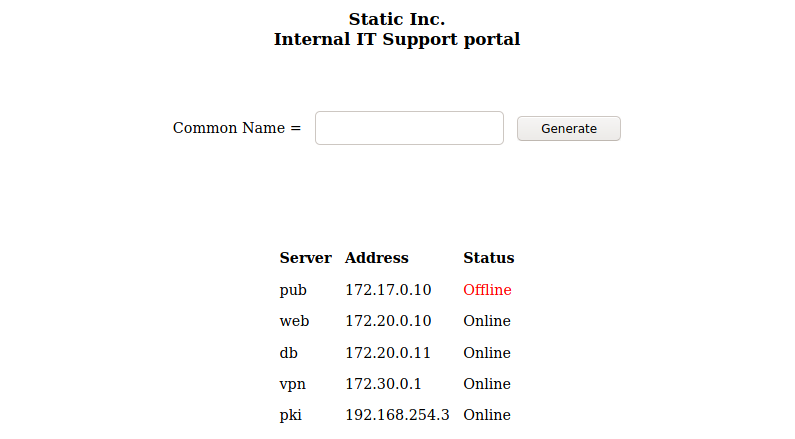 Static Inc.
Internal IT Support portal
Common Name = Generate
Server Address Status
pub 172.17.0.10 Offline
web 172.20.0.10 Online
db 172.20.0.11 Online
vpn 172.30.0.1 Online
pki 192.168.254.3 Online